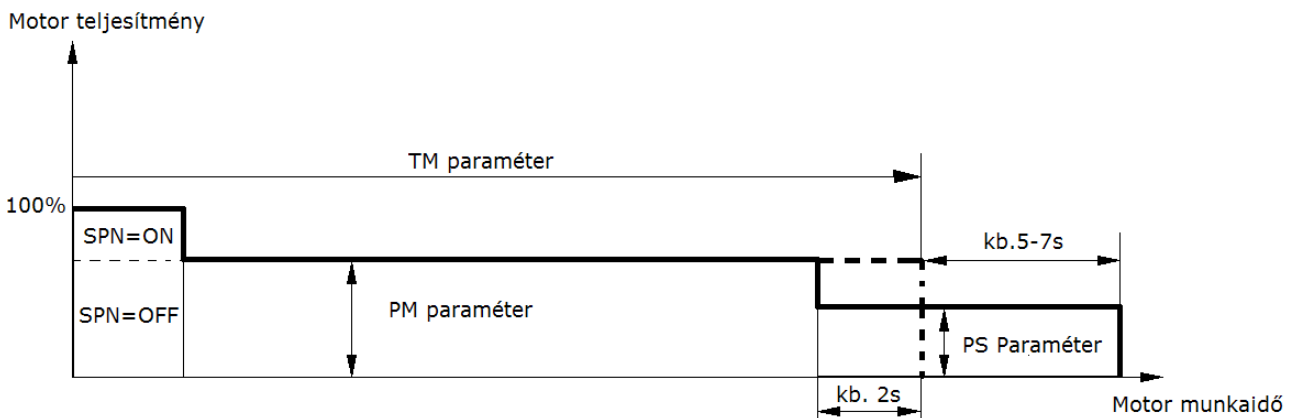 Motor teljesítmény
TM paraméter
100%
SPN=ON
kb.5-7s
SPN=OFF
PM paraméter
PS Paraméter
kb. 2s
Motor munkaidő